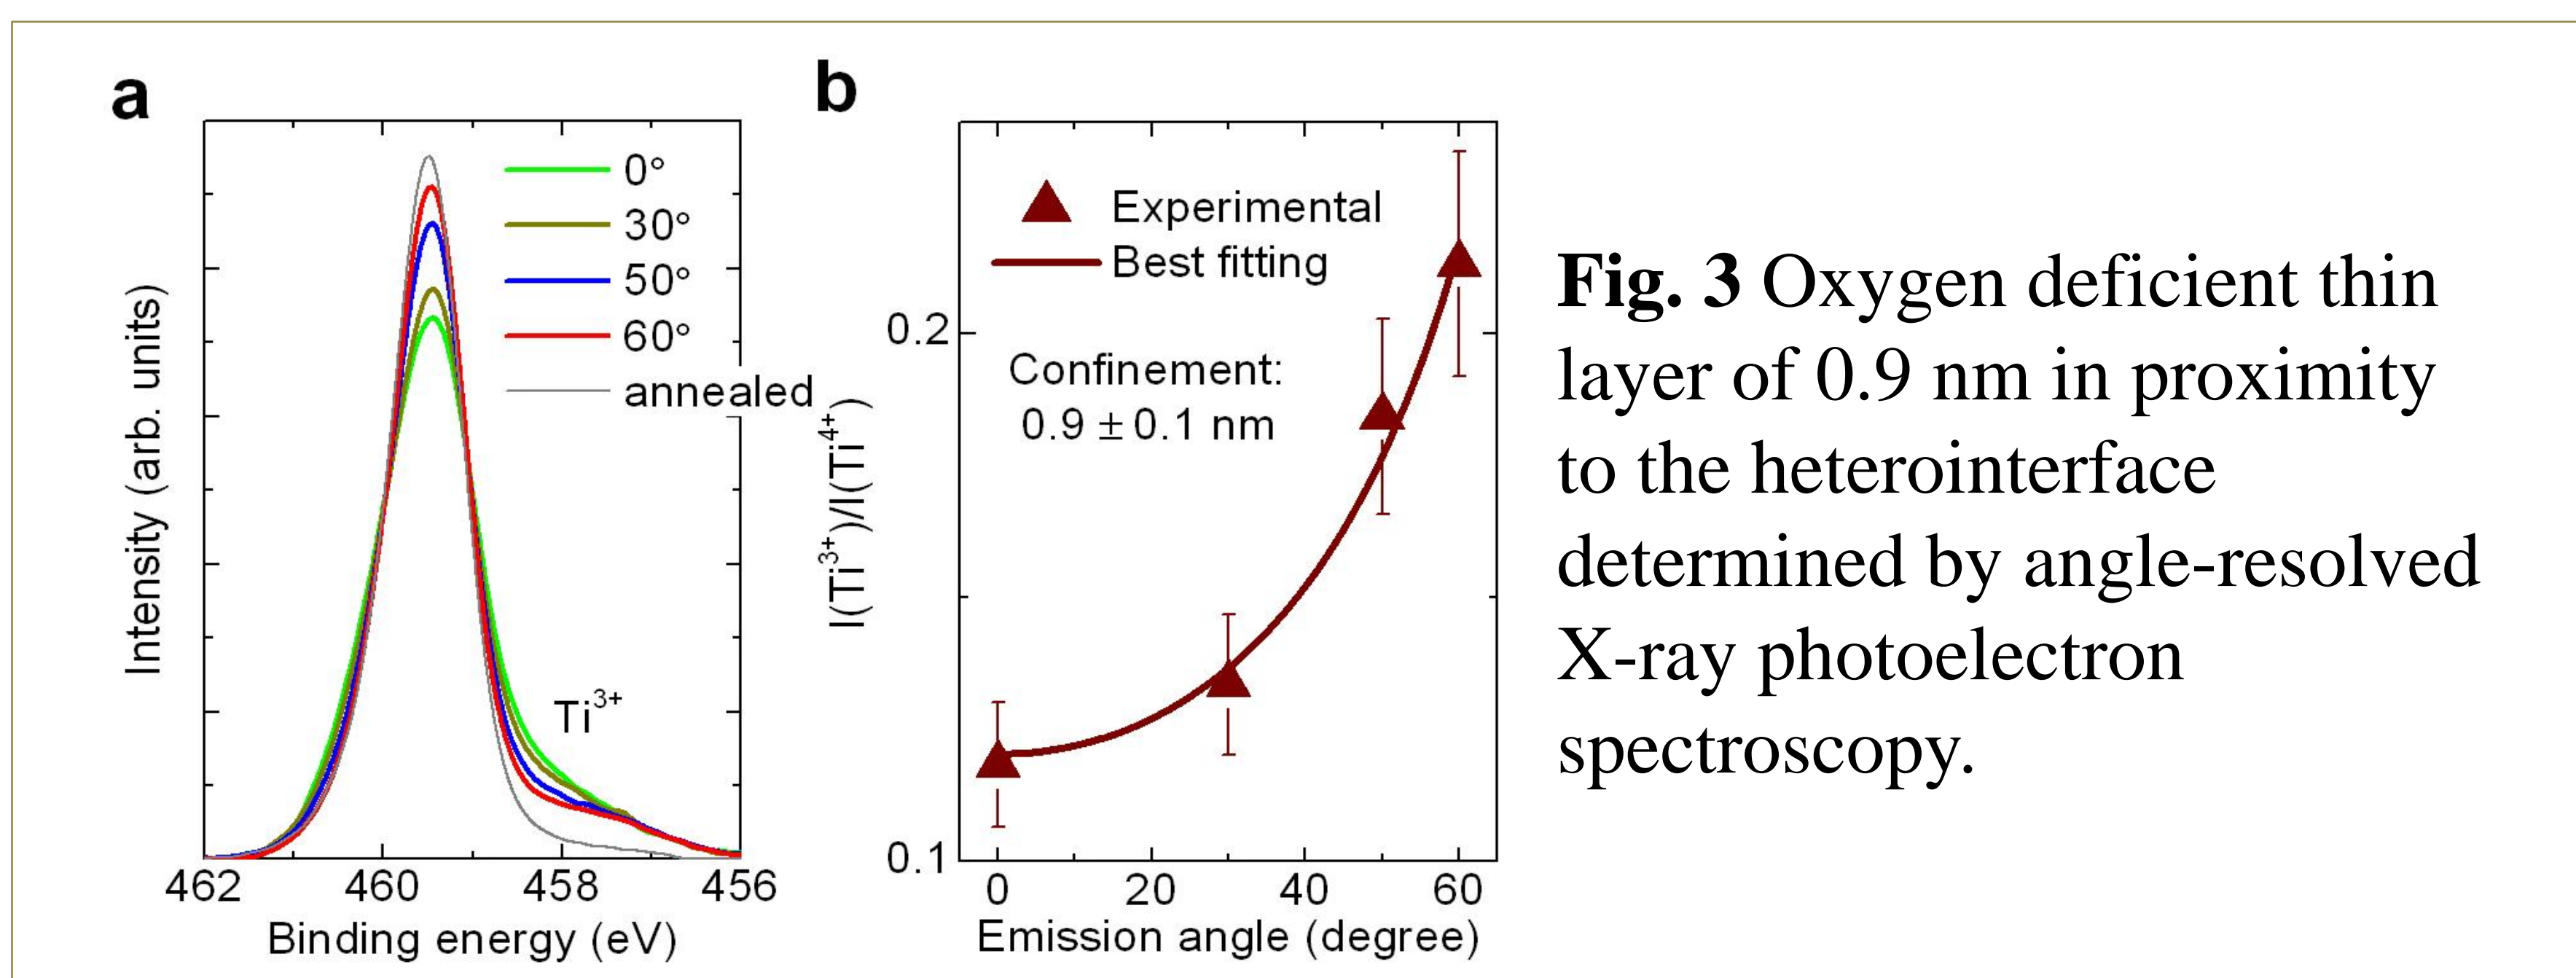 a
Intensity (arb. units)
0°
30°
50°
60°
annealed
Ti³⁺
462 460 458 456
Binding energy (eV)
b
I(Ti³⁺)/I(Ti⁴⁺)
0.2
0.1
Experimental
Best fitting
Confinement:
0.9 ± 0.1 nm
0 20 40 60
Emission angle (degree)
Fig. 3 Oxygen deficient thin
layer of 0.9 nm in proximity
to the heterointerface
determined by angle-resolved
X-ray photoelectron
spectroscopy.